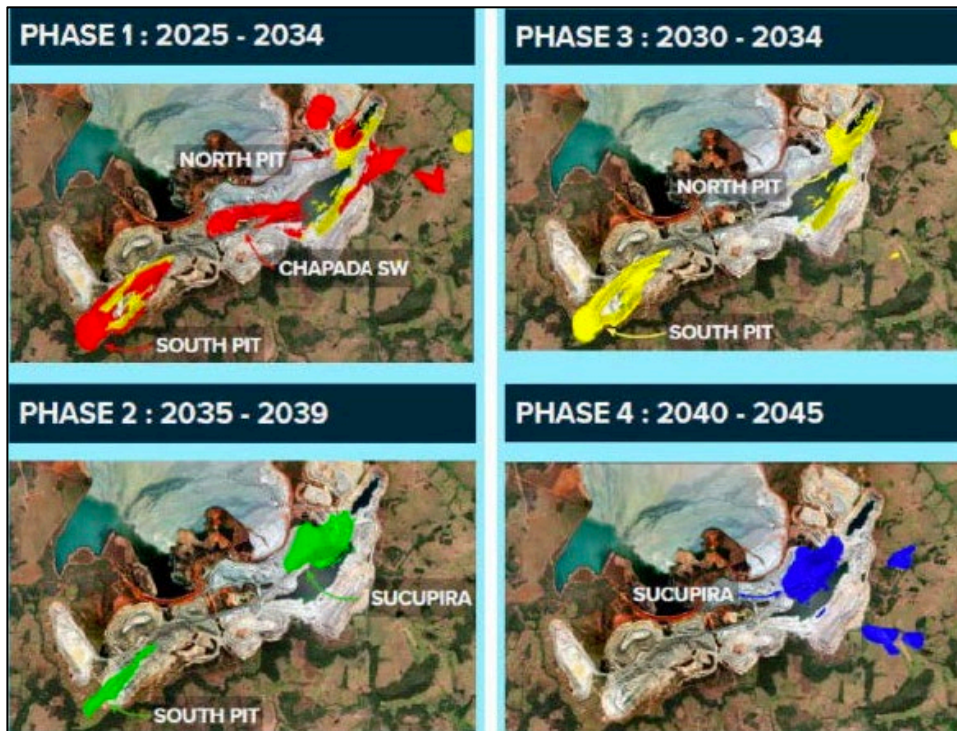 PHASE 1 : 2025 - 2034
NORTH PIT
CHAPADA SW
SOUTH PIT
PHASE 3 : 2030 - 2034
NORTH PIT
SOUTH PIT
PHASE 2 : 2035 - 2039
SUCUPIRA
SOUTH PIT
PHASE 4 : 2040 - 2045
SUCUPIRA